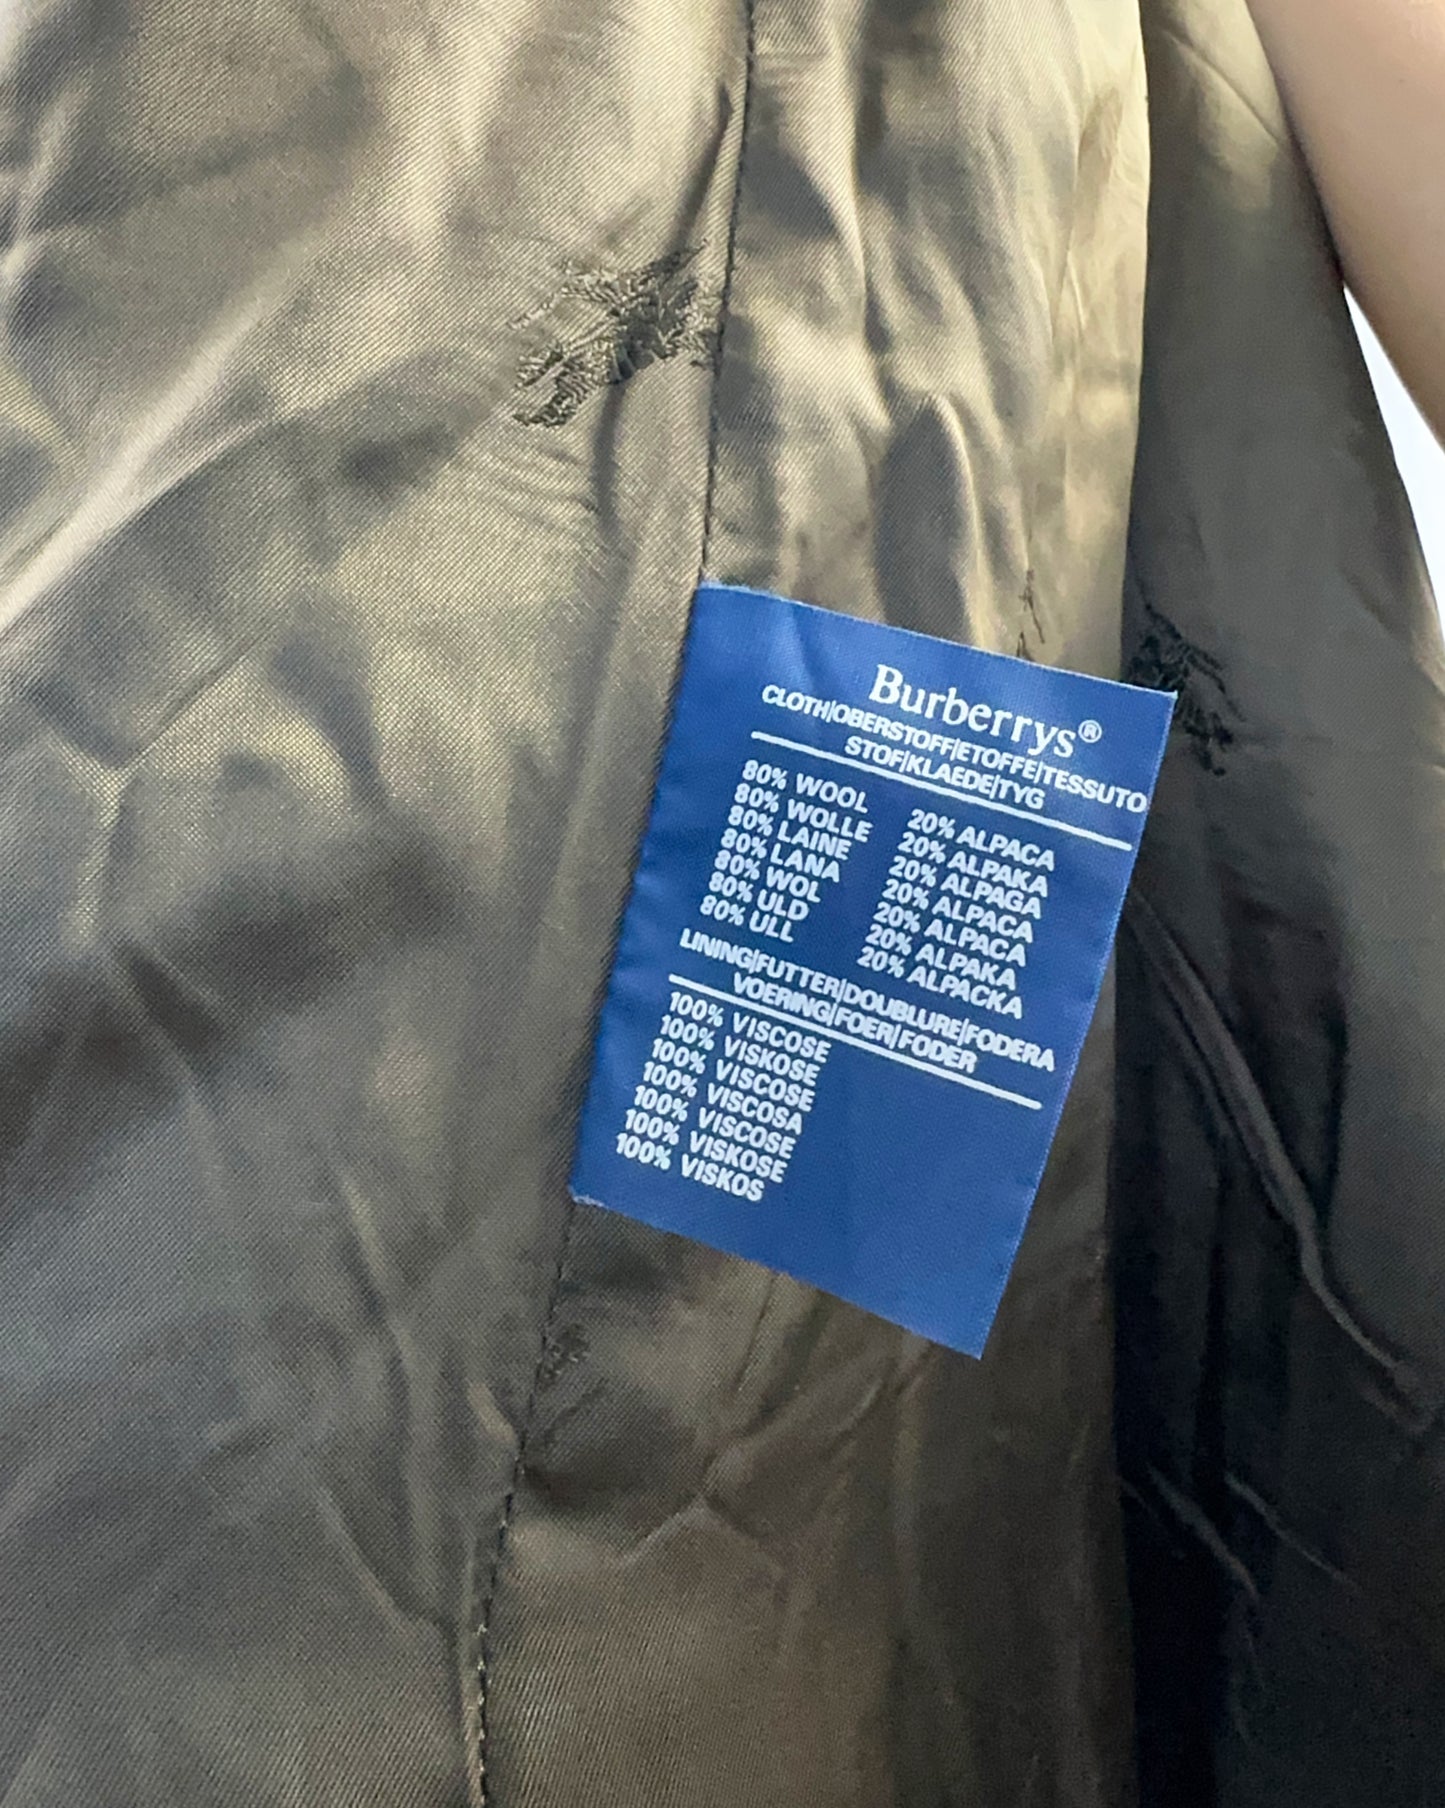 Burberrys®
CLOTH|OBERSTOFF|ETOFFE|TESSUTO
STOF|KLAEDE|TYG
80% WOOL 20% ALPACA
80% WOLLE 20% ALPAKA
80% LAINE 20% ALPAGA
80% LANA 20% ALPACA
80% WOL 20% ALPACA
80% ULD 20% ALPAKA
80% ULL 20% ALPACKA
LINING|FUTTER|DOUBLURE|FODERA
VOERING|FOER|FODER
100% VISCOSE
100% VISKOSE
100% VISCOSE
100% VISCOSA
100% VISCOSE
100% VISKOSE
100% VISKOS